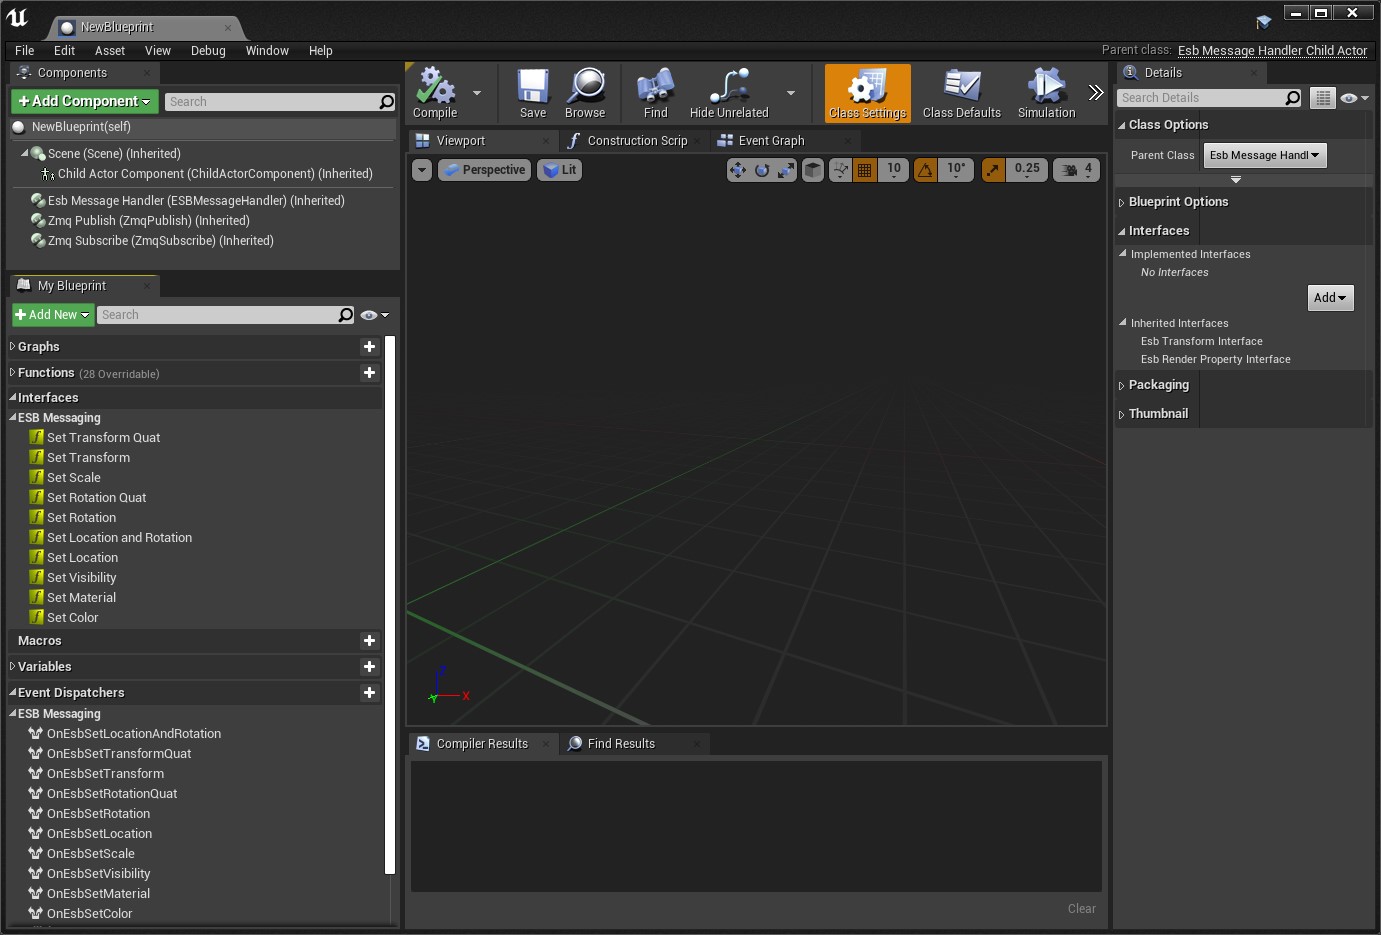 NewBlueprint
File Edit Asset View Debug Window Help
Parent class: Esb Message Handler Child Actor
Components
Add Component
Search
NewBlueprint(self)
Scene (Scene) (Inherited)
Child Actor Component (ChildActorComponent) (Inherited)
Esb Message Handler (ESBMessageHandler) (Inherited)
Zmq Publish (ZmqPublish) (Inherited)
Zmq Subscribe (ZmqSubscribe) (Inherited)
My Blueprint
Add New
Search
Graphs
Functions (28 Overridable)
Interfaces
ESB Messaging
Set Transform Quat
Set Transform
Set Scale
Set Rotation Quat
Set Rotation
Set Location and Rotation
Set Location
Set Visibility
Set Material
Set Color
Macros
Variables
Event Dispatchers
ESB Messaging
OnEsbSetLocationAndRotation
OnEsbSetTransformQuat
OnEsbSetTransform
OnEsbSetRotationQuat
OnEsbSetRotation
OnEsbSetLocation
OnEsbSetScale
OnEsbSetVisibility
OnEsbSetMaterial
OnEsbSetColor
Compile Save Browse Find Hide Unrelated Class Settings Class Defaults Simulation
Viewport Construction Scrip Event Graph
Perspective Lit 10 10° 0.25 4
Z
Y X
Compiler Results Find Results
Clear
Details
Search Details
Class Options
Parent Class Esb Message Handl
Blueprint Options
Interfaces
Implemented Interfaces
No Interfaces
Add
Inherited Interfaces
Esb Transform Interface
Esb Render Property Interface
Packaging
Thumbnail